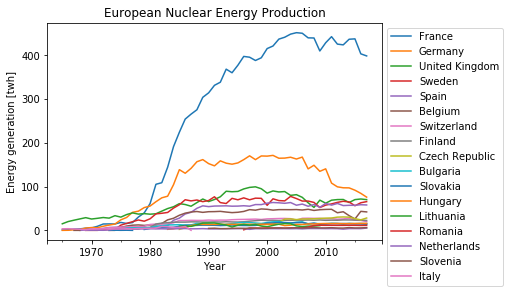 European Nuclear Energy Production
Energy generation [twh]
400
300
200
100
0
1970
1980
1990
2000
2010
Year
France
Germany
United Kingdom
Sweden
Spain
Belgium
Switzerland
Finland
Czech Republic
Bulgaria
Slovakia
Hungary
Lithuania
Romania
Netherlands
Slovenia
Italy